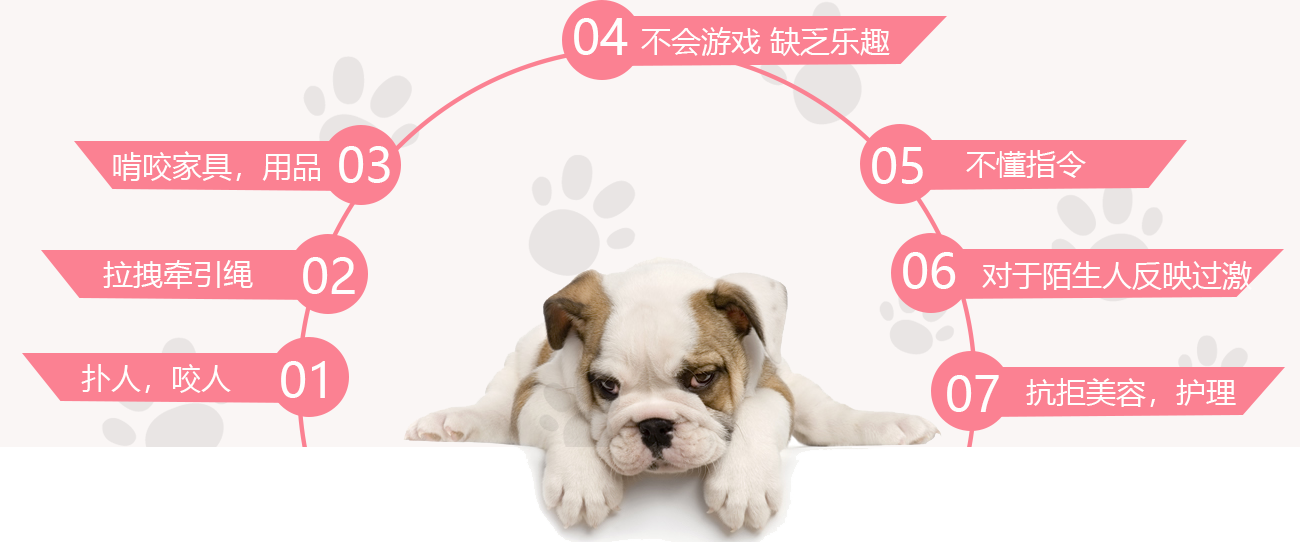 01 扑人，咬人
02 拉拽牵引绳
03 啃咬家具，用品
04 不会游戏 缺乏乐趣
05 不懂指令
06 对于陌生人反映过激
07 抗拒美容，护理